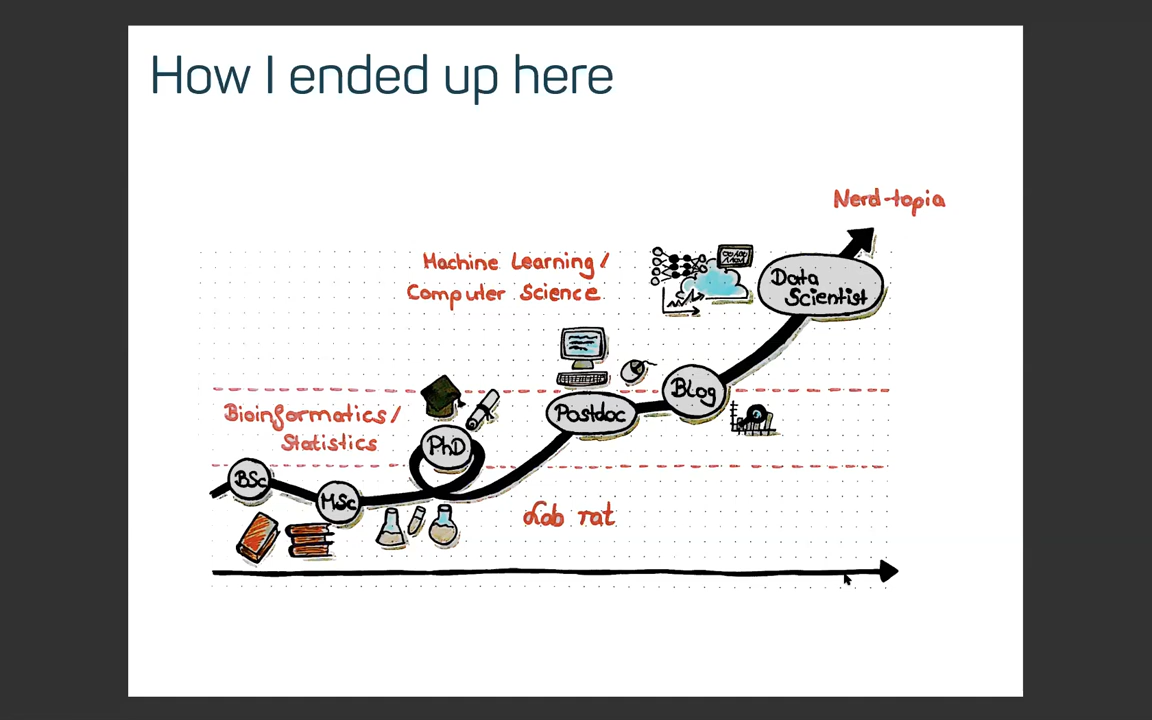 How I ended up here
Nerd-topia
Machine Learning/
Computer Science
Data
Scientist
Bioinformatics/
Statistics
Blog
Postdoc
PhD
BSc
MSc
Lab rat